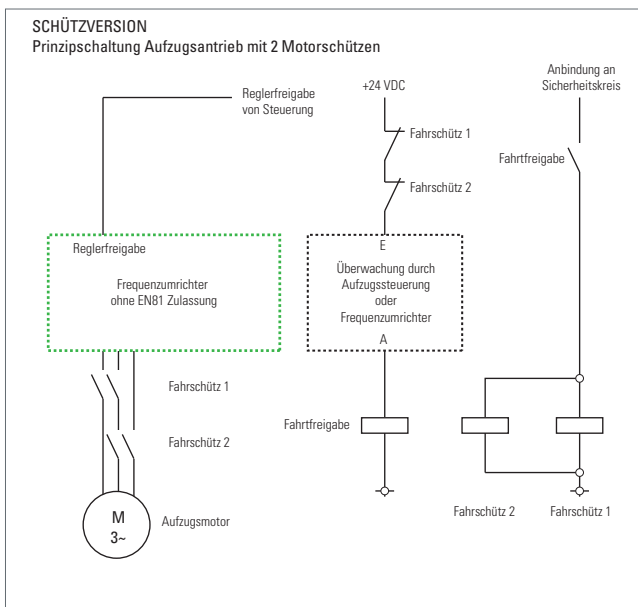 SCHÜTZVERSION
Prinzipschaltung Aufzugsantrieb mit 2 Motorschützen
Reglerfreigabe
von Steuerung
+24 VDC
Anbindung an
Sicherheitskreis
Fahrschütz 1
Fahrschütz 2
Fahrtfreigabe
Reglerfreigabe
Frequenzumrichter
ohne EN81 Zulassung
E
Überwachung durch
Aufzugssteuerung
oder
Frequenzumrichter
A
Fahrschütz 1
Fahrschütz 2
Fahrtfreigabe
M
3~
Aufzugsmotor
Fahrschütz 2
Fahrschütz 1